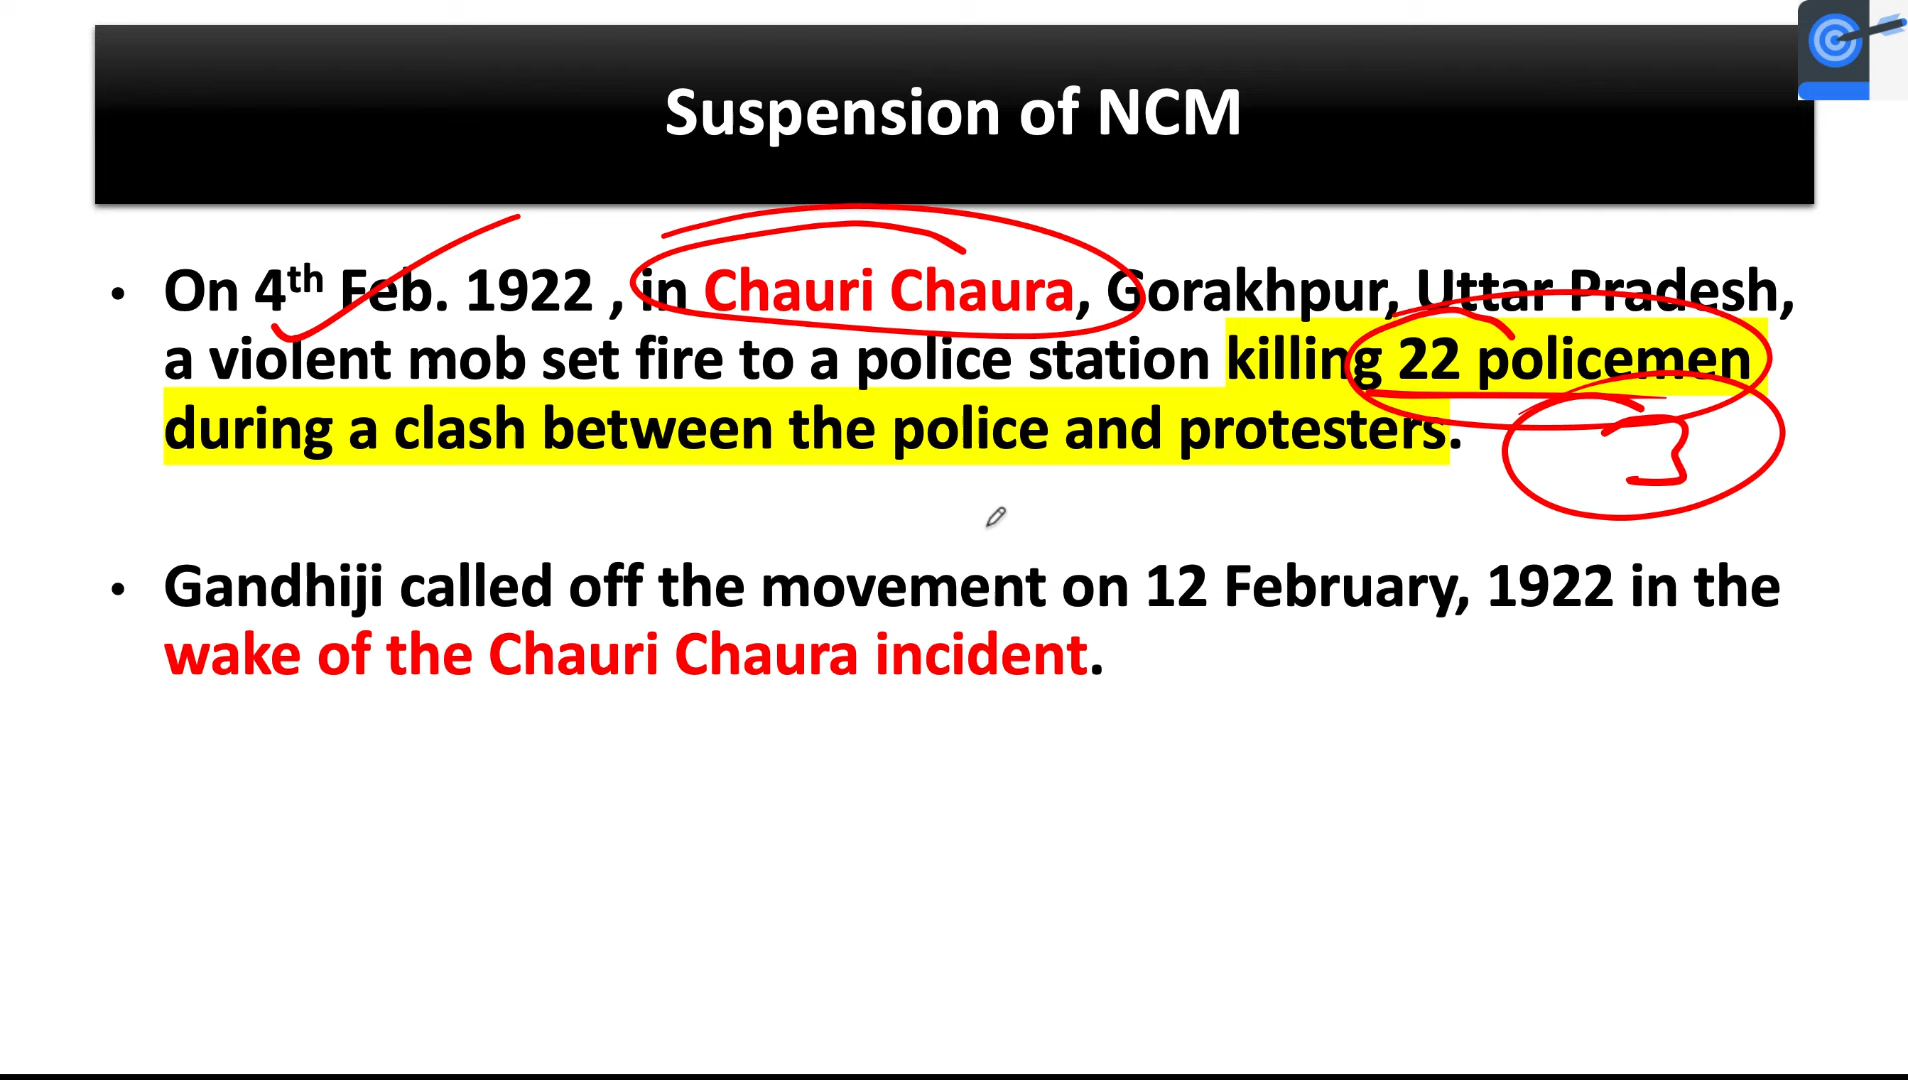 Suspension of NCM
• On 4th Feb. 1922 , in Chauri Chaura, Gorakhpur, Uttar Pradesh,
a violent mob set fire to a police station killing 22 policemen
during a clash between the police and protesters.
3
• Gandhiji called off the movement on 12 February, 1922 in the
wake of the Chauri Chaura incident.